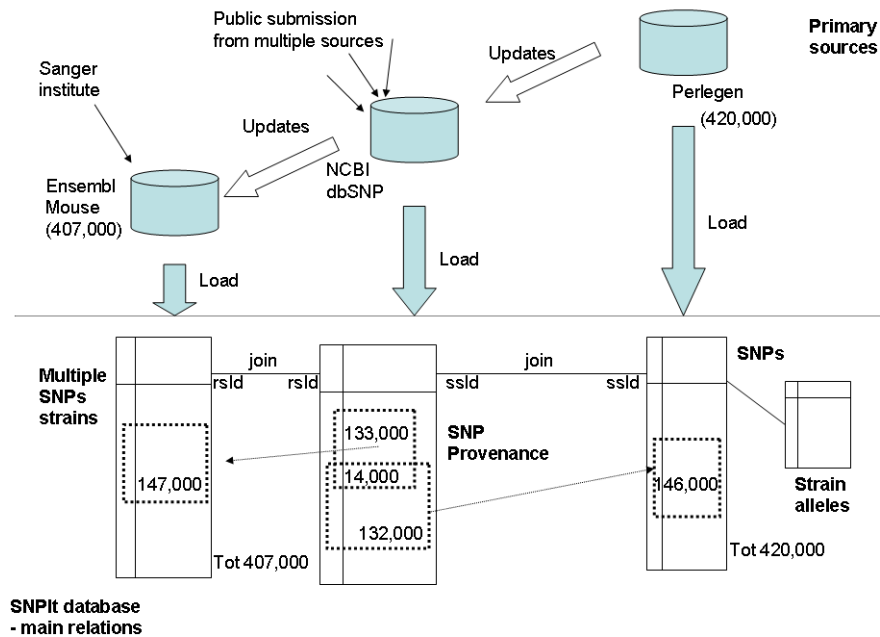 Public submission
from multiple sources
Primary
sources
Updates
Sanger
institute
Perlegen
(420,000)
Updates
NCBI
dbSNP
Ensembl
Mouse
(407,000)
Load
Load
Load
join
join
SNPs
Multiple
SNPs
strains
rsId
rsId
ssId
ssId
133,000
SNP
Provenance
147,000
14,000
146,000
132,000
Strain
alleles
Tot 407,000
Tot 420,000
SNPIt database
- main relations